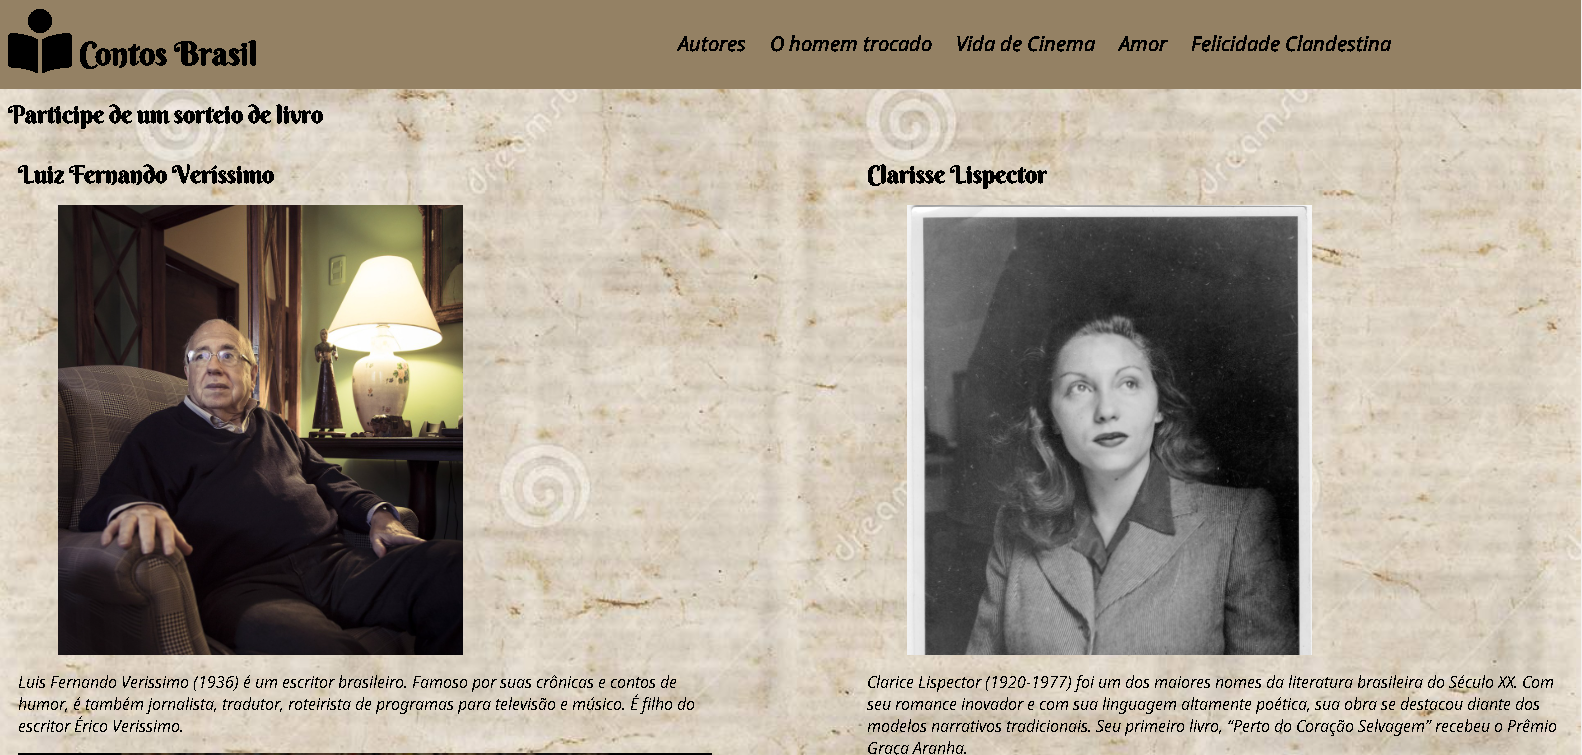 Contos Brasil
Autores O homem trocado Vida de Cinema Amor Felicidade Clandestina
Participe de um sorteio de livro
Luiz Fernando Veríssimo
Luis Fernando Verissimo (1936) é um escritor brasileiro. Famoso por suas crônicas e contos de
humor, é também jornalista, tradutor, roteirista de programas para televisão e músico. É filho do
escritor Érico Verissimo.
Clarisse Lispector
Clarice Lispector (1920-1977) foi um dos maiores nomes da literatura brasileira do Século XX. Com
seu romance inovador e com sua linguagem altamente poética, sua obra se destacou diante dos
modelos narrativos tradicionais. Seu primeiro livro, “Perto do Coração Selvagem” recebeu o Prêmio
Graça Aranha.